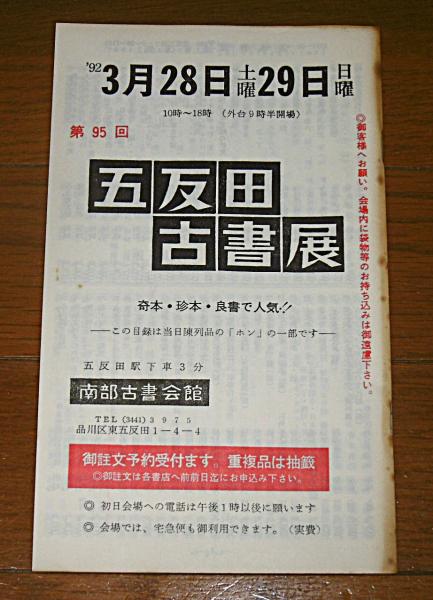 '92 3月28日土曜29日日曜
10時〜18時 (外台9時半開場)
第95回
五反田
古書展
奇本・珍本・良書で人気!!
──この目録は当日陳列品の「ホン」の一部です──
五反田駅下車3分
南部古書会館
TEL (3441) 3975
品川区東五反田1-4-4
御註文予約受付ます。重複品は抽籤
◎御註文は各書店へ前前日迄にお申込み下さい。
◎ 初日会場への電話は午後1時以後に願います
◎ 会場では、宅急便も御利用できます。(実費)
◎御客様へお願い。会場内に袋物等のお持ち込みは御遠慮下さい。